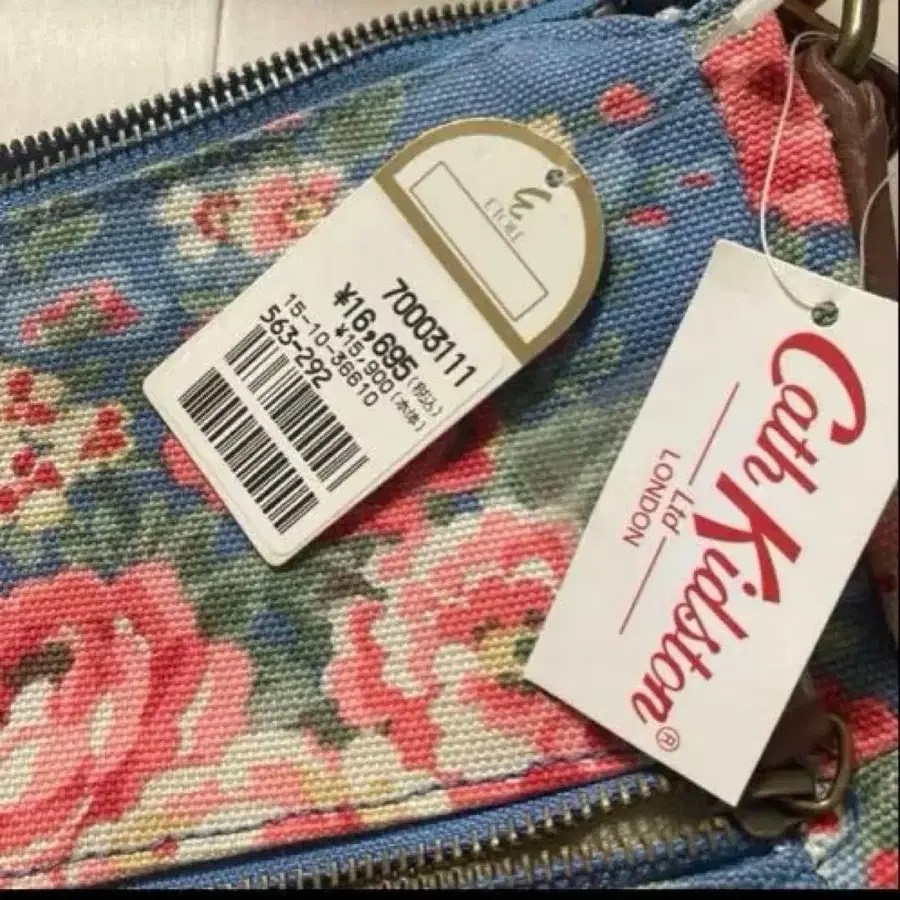 70003111
¥16,695(税込)
¥15,900(本体)
15-10-36610
563-292
Cath Kidston®
Ltd
LONDON